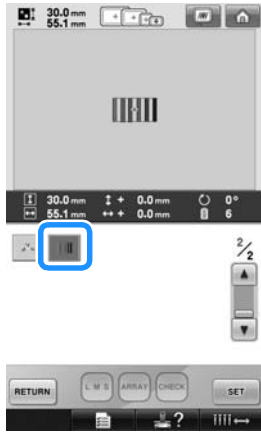 30.0 mm
55.1 mm
30.0 mm + 0.0 mm 0°
55.1 mm + 0.0 mm 6
2/2
RETURN L M S ARRAY CHECK SET
?